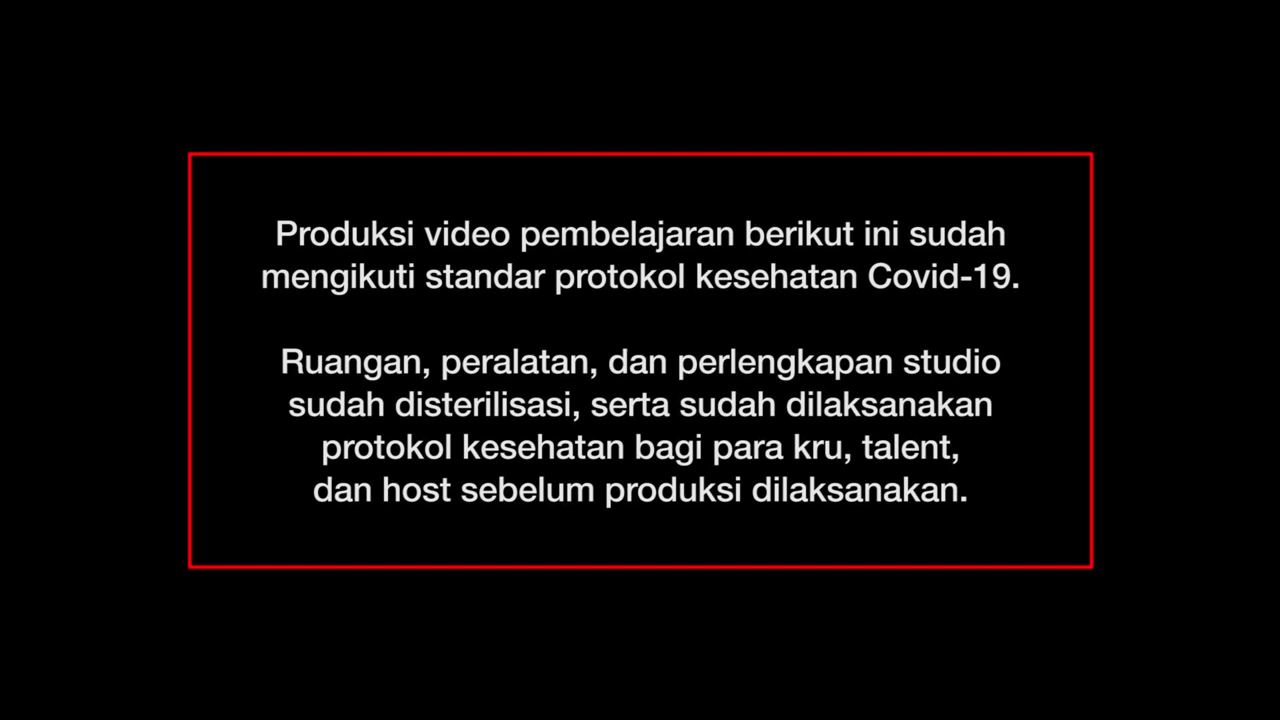 Produksi video pembelajaran berikut ini sudah
mengikuti standar protokol kesehatan Covid-19.
Ruangan, peralatan, dan perlengkapan studio
sudah disterilisasi, serta sudah dilaksanakan
protokol kesehatan bagi para kru, talent,
dan host sebelum produksi dilaksanakan.